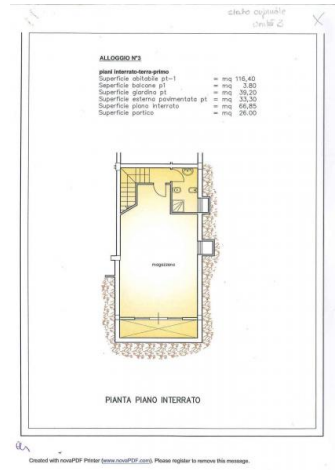 ALLOGGIO N°3
piani interrato-terra-primo
Superficie abitabile pt-1 = mq 116,40
Superficie balcone p1 = mq 3.80
Superficie giardino pt = mq 39,20
Superficie esterna pavimentata pt = mq 33,30
Superficie piano interrato = mq 66,85
Superficie portico = mq 26.00
magazzino
PIANTA PIANO INTERRATO
Created with novaPDF Printer (www.novaPDF.com). Please register to remove this message.